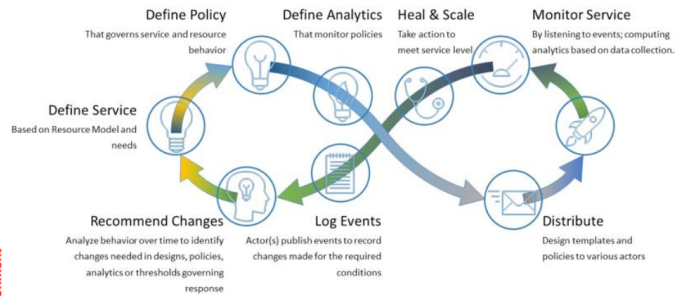 Define Policy
That governs service and resource
behavior
Define Analytics
That monitor policies
Heal & Scale
Take action to
meet service level
Monitor Service
By listening to events; computing
analytics based on data collection.
Define Service
Based on Resource Model and
needs
Recommend Changes
Analyze behavior over time to identify
changes needed in designs, policies,
analytics or thresholds governing
response
Log Events
Actor(s) publish events to record
changes made for the required
conditions
Distribute
Design templates and
policies to various actors